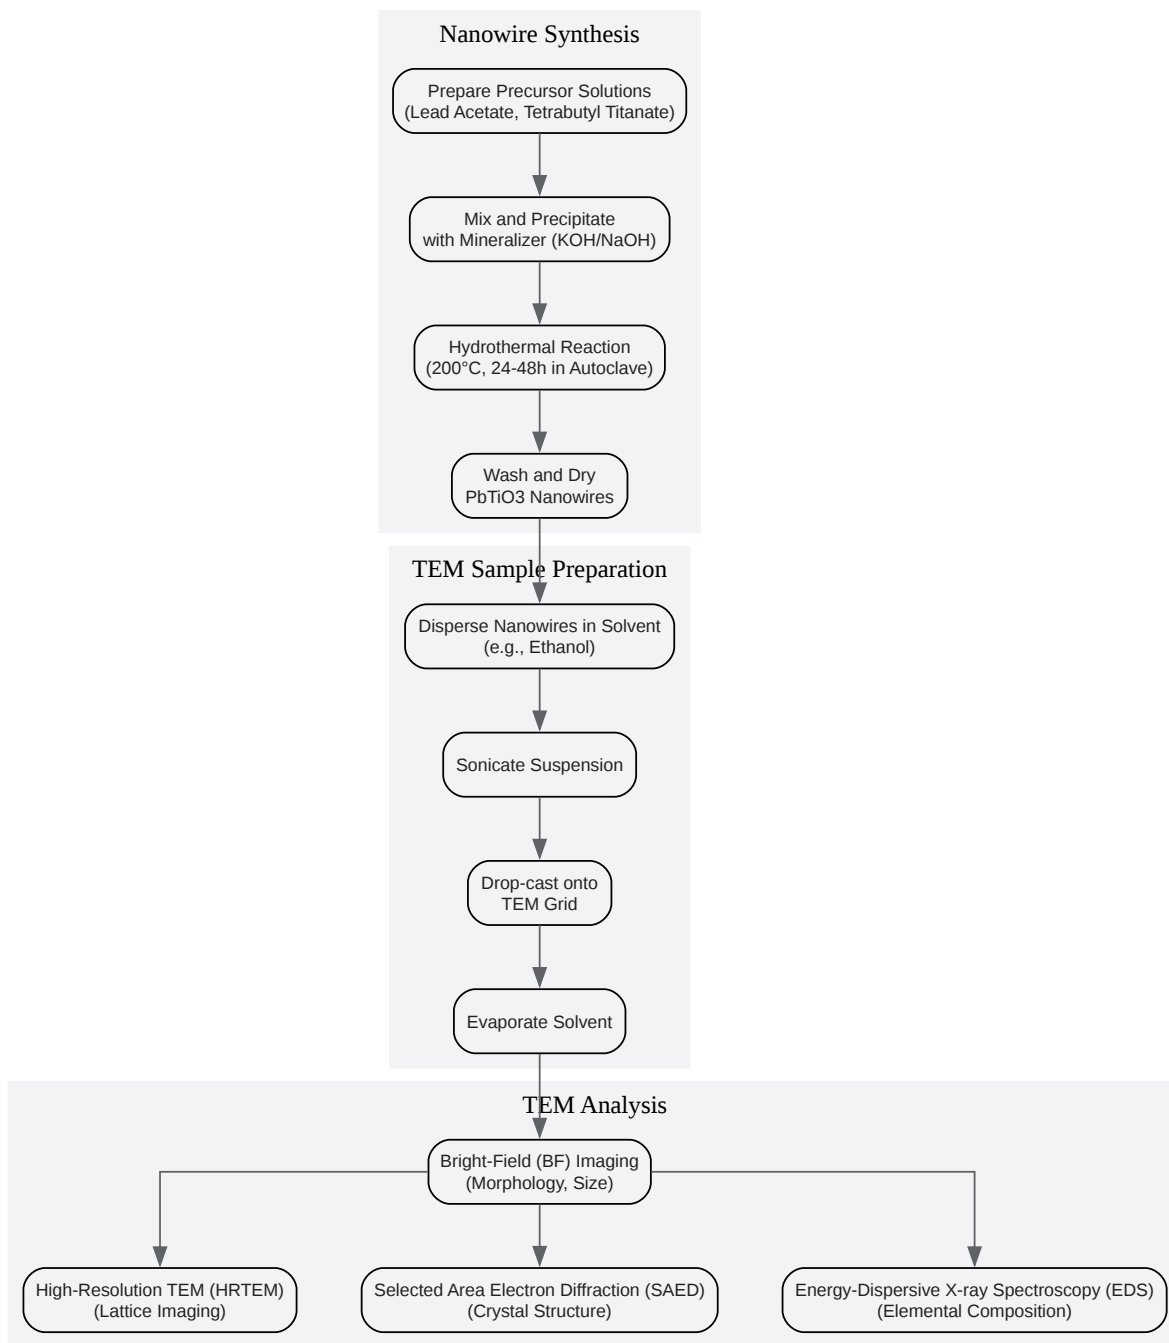 Nanowire Synthesis
Prepare Precursor Solutions
(Lead Acetate, Tetrabutyl Titanate)
Mix and Precipitate
with Mineralizer (KOH/NaOH)
Hydrothermal Reaction
(200°C, 24-48h in Autoclave)
Wash and Dry
PbTiO3 Nanowires
TEM Sample Preparation
Disperse Nanowires in Solvent
(e.g., Ethanol)
Sonicate Suspension
Drop-cast onto
TEM Grid
Evaporate Solvent
TEM Analysis
Bright-Field (BF) Imaging
(Morphology, Size)
High-Resolution TEM (HRTEM)
(Lattice Imaging)
Selected Area Electron Diffraction (SAED)
(Crystal Structure)
Energy-Dispersive X-ray Spectroscopy (EDS)
(Elemental Composition)